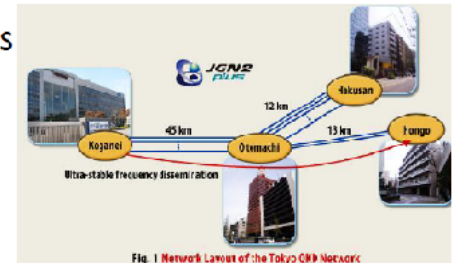 s
JGN2
plus
Hakusan
12 km
45 km
13 km
Hongo
Koganei
Otemachi
Ultra-stable frequency dissemination
Fig. 1 Network Layout of the Tokyo QKD Network